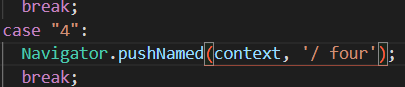 break;
case "4":
Navigator.pushNamed(context, '/ four');
break;